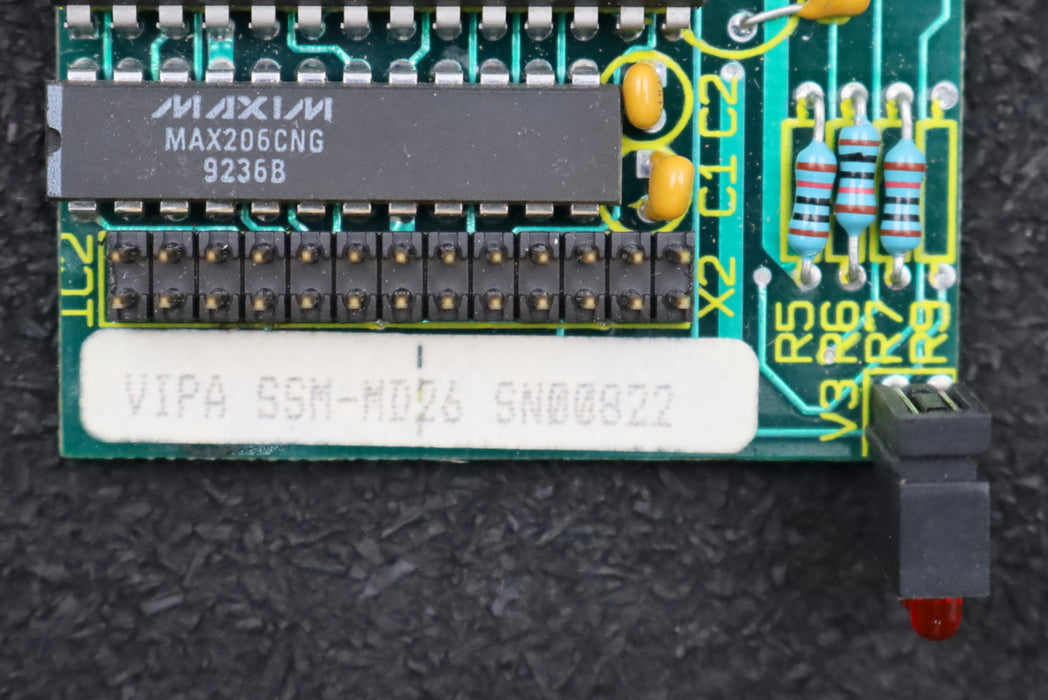 MAXIM
MAX206CNG
9236B
IC2
C2
C1
X2
R5
R6
R7
R9
V3
VIPA SSM-MD26 SN00822